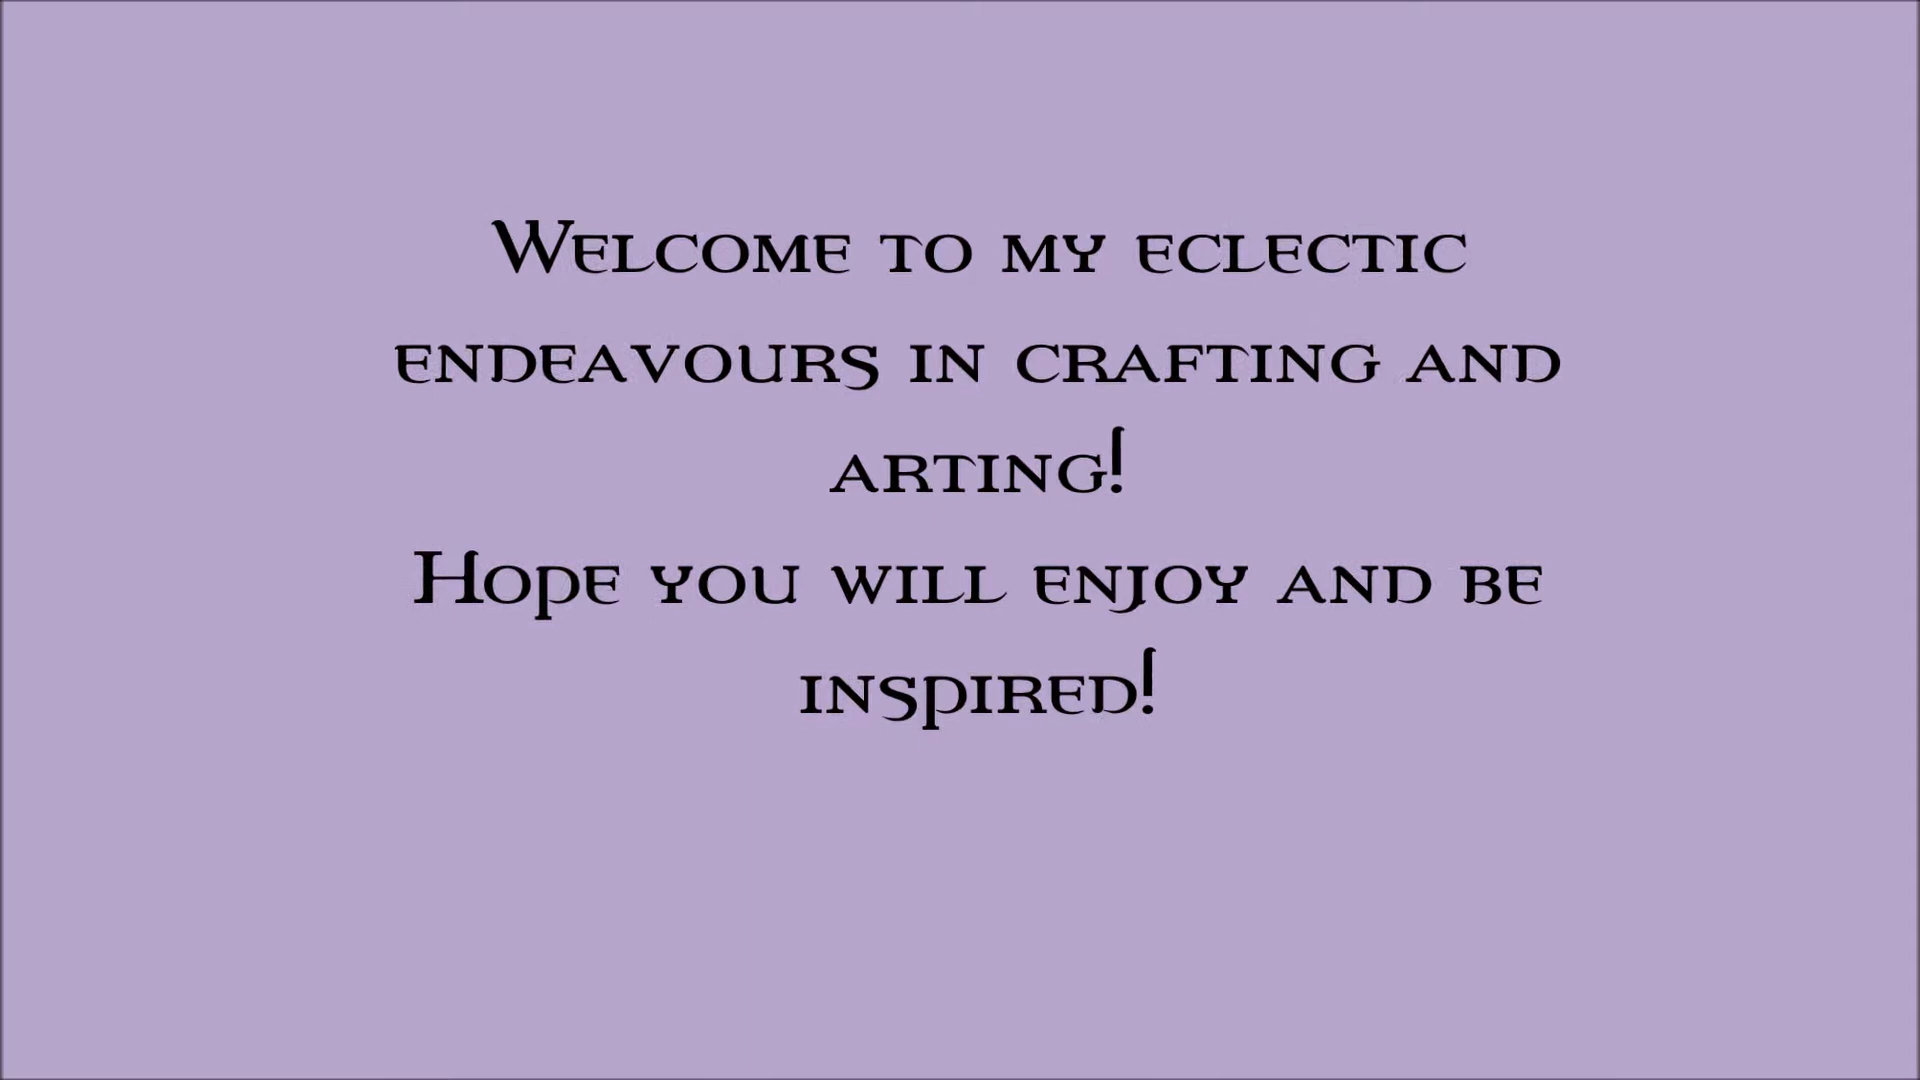 Welcome to my eclectic
endeavours in crafting and
arting!
Hope you will enjoy and be
inspired!